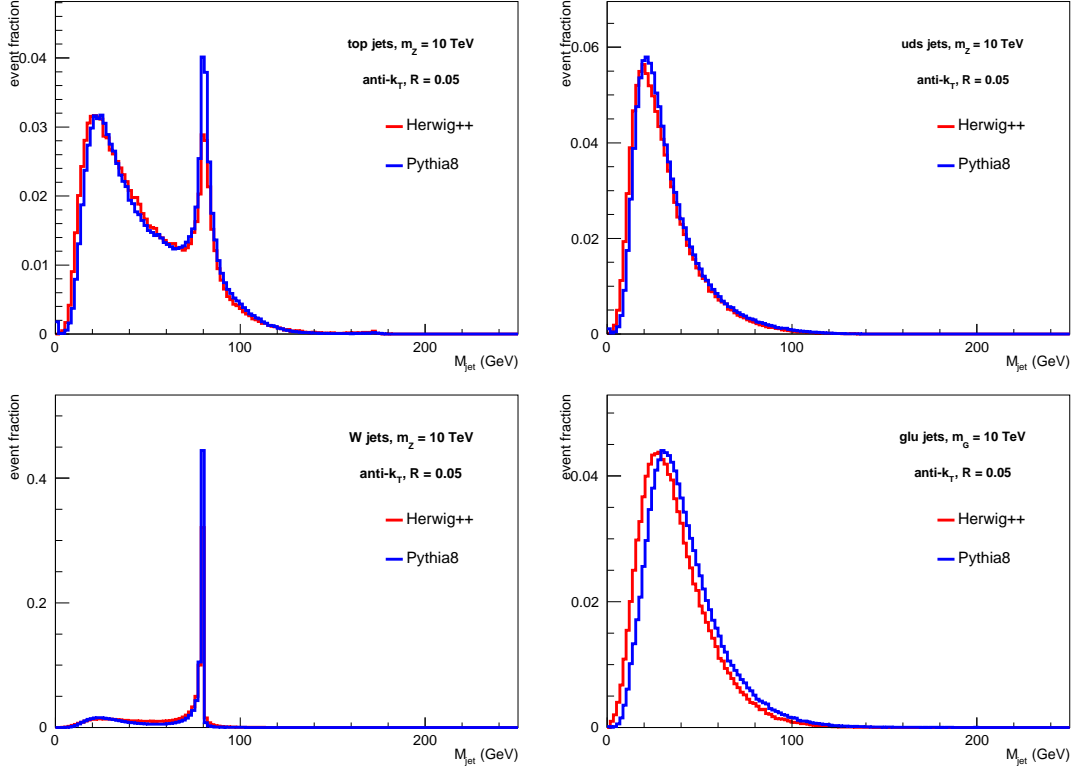 event fraction
top jets, m_Z = 10 TeV
anti-k_T, R = 0.05
Herwig++
Pythia8
0.04
0.03
0.02
0.01
0
0 100 200
M_jet (GeV)
event fraction
uds jets, m_Z = 10 TeV
anti-k_T, R = 0.05
Herwig++
Pythia8
0.06
0.04
0.02
0
0 100 200
M_jet (GeV)
event fraction
W jets, m_Z = 10 TeV
anti-k_T, R = 0.05
Herwig++
Pythia8
0.4
0.2
0
0 100 200
M_jet (GeV)
event fraction
glu jets, m_G = 10 TeV
anti-k_T, R = 0.05
Herwig++
Pythia8
0.04
0.02
0
0 100 200
M_jet (GeV)